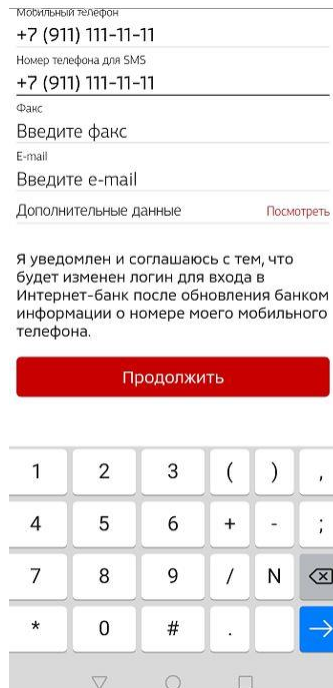 Мобильный телефон
+7 (911) 111-11-11
Номер телефона для SMS
+7 (911) 111-11-11
Факс
Введите факс
E-mail
Введите e-mail
Дополнительные данные Посмотреть
Я уведомлен и соглашаюсь с тем, что
будет изменен логин для входа в
Интернет-банк после обновления банком
информации о номере моего мобильного
телефона.
Продолжить
1 2 3 ( ) ,
4 5 6 + - ;
7 8 9 / N
* 0 # .